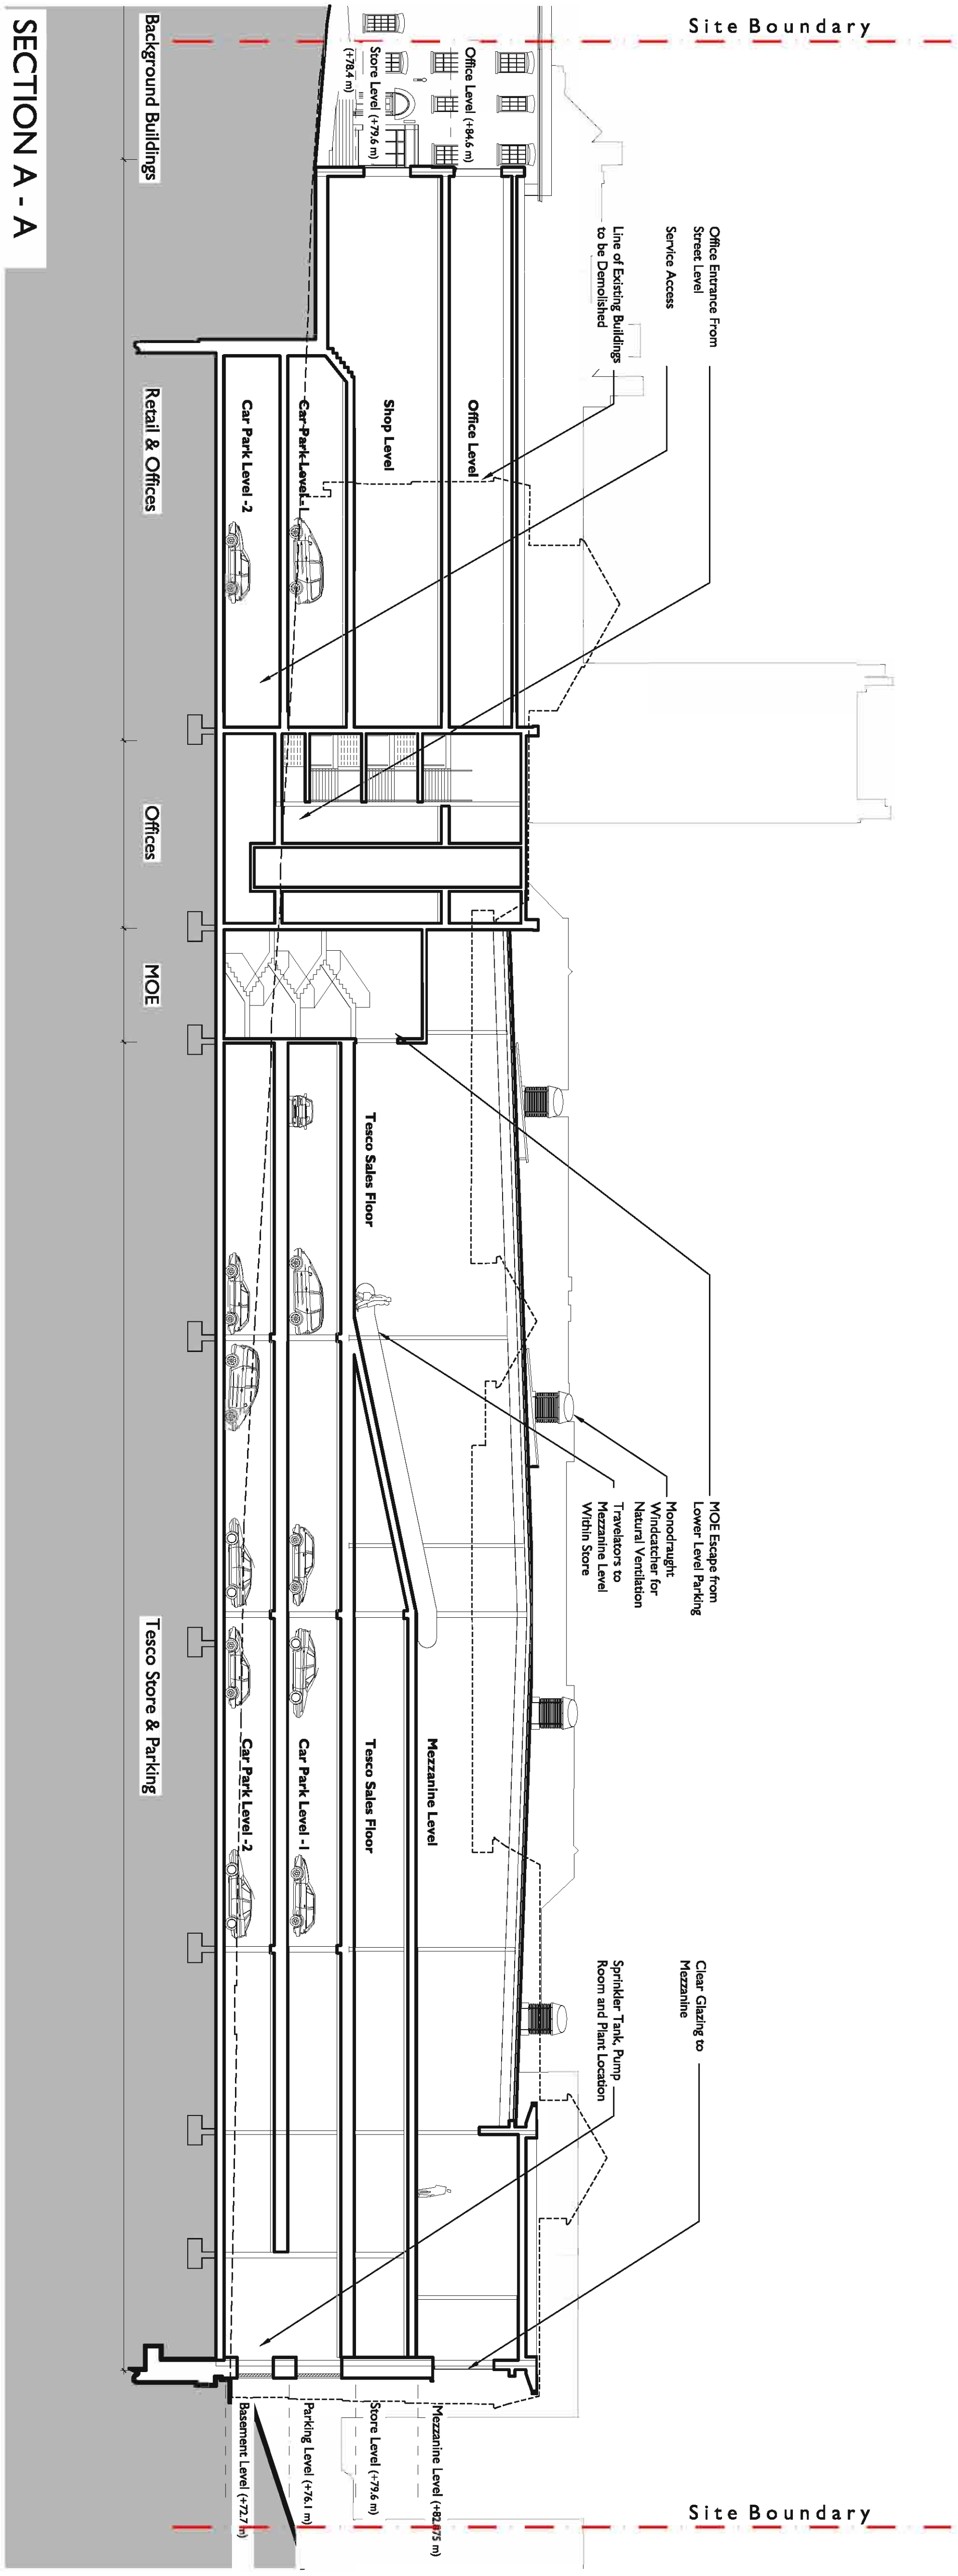 SECTION A - A
Site Boundary
Site Boundary
Office Entrance From
Street Level
Service Access
Line of Existing Buildings
to be Demolished
MOE Escape from
Lower Level Parking
Monodraught
Windcatcher for
Natural Ventilation
Travelators to
Mezzanine Level
Within Store
Clear Glazing to
Mezzanine
Sprinkler Tank, Pump
Room and Plant Location
Office Level (+84.6 m)
Store Level (+79.6 m)
(+78.4 m)
Office Level
Shop Level
Car Park Level -1
Car Park Level -2
Tesco Sales Floor
Mezzanine Level
Tesco Sales Floor
Car Park Level -1
Car Park Level -2
Mezzanine Level (+82.875 m)
Store Level (+79.6 m)
Parking Level (+76.1 m)
Basement Level (+72.7 m)
Background Buildings
Retail & Offices
Offices
MOE
Tesco Store & Parking